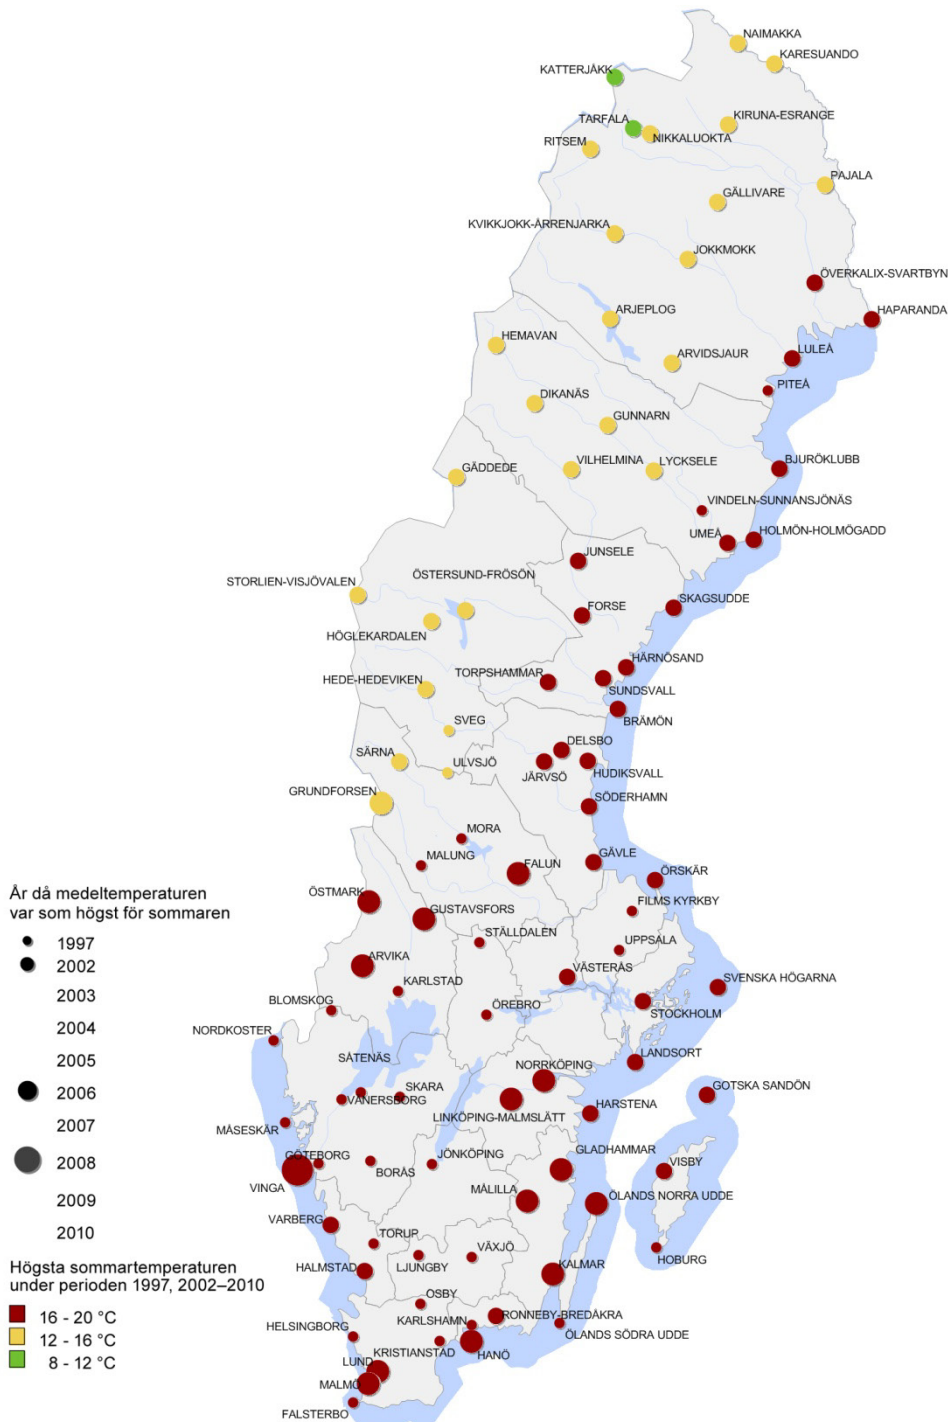 NAIMAKKA
KARESUANDO
KATTERJÅKK
TARFALA
KIRUNA-ESRANGE
NIKKALUOKTA
RITSEM
PAJALA
GÄLLIVARE
KVIKKJOKK-ÅRRENJARKA
JOKKMOKK
ÖVERKALIX-SVARTBYN
HAPARANDA
ARJEPLOG
HEMAVAN
ARVIDSJAUR
LULEÅ
PITEÅ
DIKANÄS
GUNNARN
BJURÖKLUBB
GÄDDEDE
VILHELMINA
LYCKSELE
VINDELN-SUNNANSJÖNÄS
UMEÅ
HOLMÖN-HOLMÖGADD
JUNSELE
STORLIEN-VISJÖVALEN
ÖSTERSUND-FRÖSÖN
FORSE
SKAGSUDDE
HÖGLEKARDALEN
HÄRNÖSAND
HEDE-HEDEVIKEN
TORPSHAMMAR
SUNDSVALL
BRÄMÖN
SVEG
DELSBO
SÄRNA
ULVSJÖ
JÄRVSÖ
HUDIKSVALL
GRUNDFORSEN
SÖDERHAMN
MORA
MALUNG
FALUN
GÄVLE
ÖRSKÄR
År då medeltemperaturen
var som högst för sommaren
1997
2002
2003
2004
2005
2006
2007
2008
2009
2010
ÖSTMARK
GUSTAVSFORS
FILMS KYRKBY
STÄLLDALEN
UPPSALA
ARVIKA
VÄSTERÅS
KARLSTAD
SVENSKA HÖGARNA
BLOMSKOG
ÖREBRO
STOCKHOLM
NORDKOSTER
SÅTENÄS
NORRKÖPING
LANDSORT
SKARA
VÄNERSBORG
GOTSKA SANDÖN
LINKÖPING-MALMSLÄTT
HARSTENA
MÅSESKÄR
GLADHAMMAR
GÖTEBORG
BORÅS
JÖNKÖPING
VISBY
VINGA
MÅLILLA
ÖLANDS NORRA UDDE
VARBERG
TORUP
VÄXJÖ
HOBURG
HALMSTAD
LJUNGBY
KALMAR
OSBY
RONNEBY-BREDÅKRA
HELSINGBORG
KARLSHAMN
ÖLANDS SÖDRA UDDE
KRISTIANSTAD
HANÖ
LUND
MALMÖ
FALSTERBO
Högsta sommartemperaturen
under perioden 1997, 2002–2010
16 - 20 °C
12 - 16 °C
8 - 12 °C